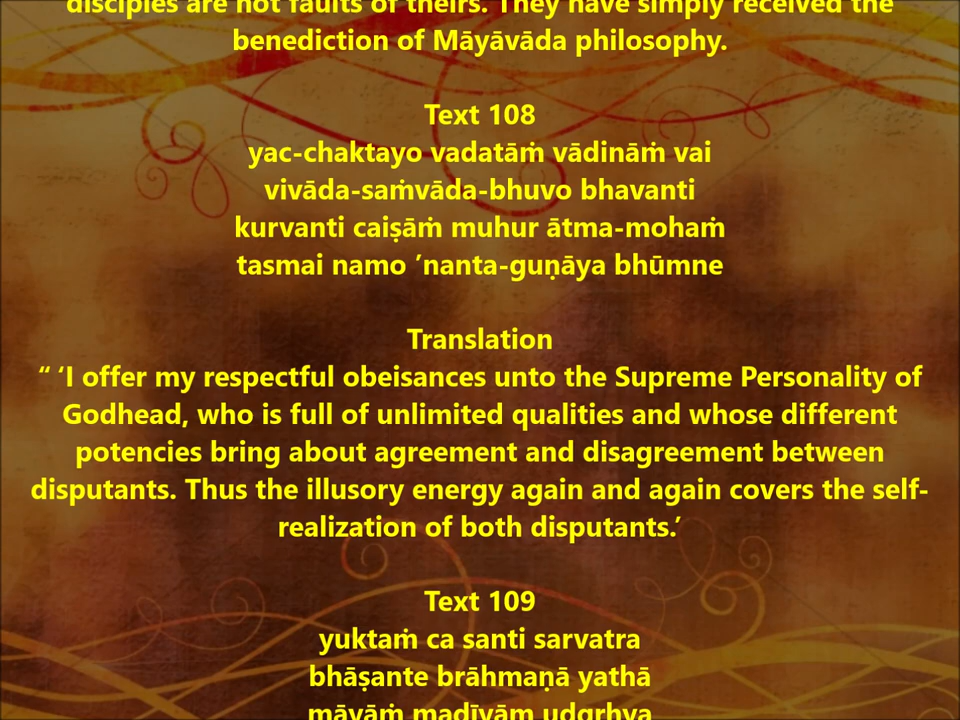 disciples are not faults of theirs. They have simply received the
benediction of Māyāvāda philosophy.
Text 108
yac-chaktayo vadatāṁ vādināṁ vai
vivāda-saṁvāda-bhuvo bhavanti
kurvanti caiṣāṁ muhur ātma-mohaṁ
tasmai namo ’nanta-guṇāya bhūmne
Translation
“ ‘I offer my respectful obeisances unto the Supreme Personality of
Godhead, who is full of unlimited qualities and whose different
potencies bring about agreement and disagreement between
disputants. Thus the illusory energy again and again covers the self-
realization of both disputants.’
Text 109
yuktaṁ ca santi sarvatra
bhāṣante brāhmaṇā yathā
māyāṁ madīyām udgṛhya